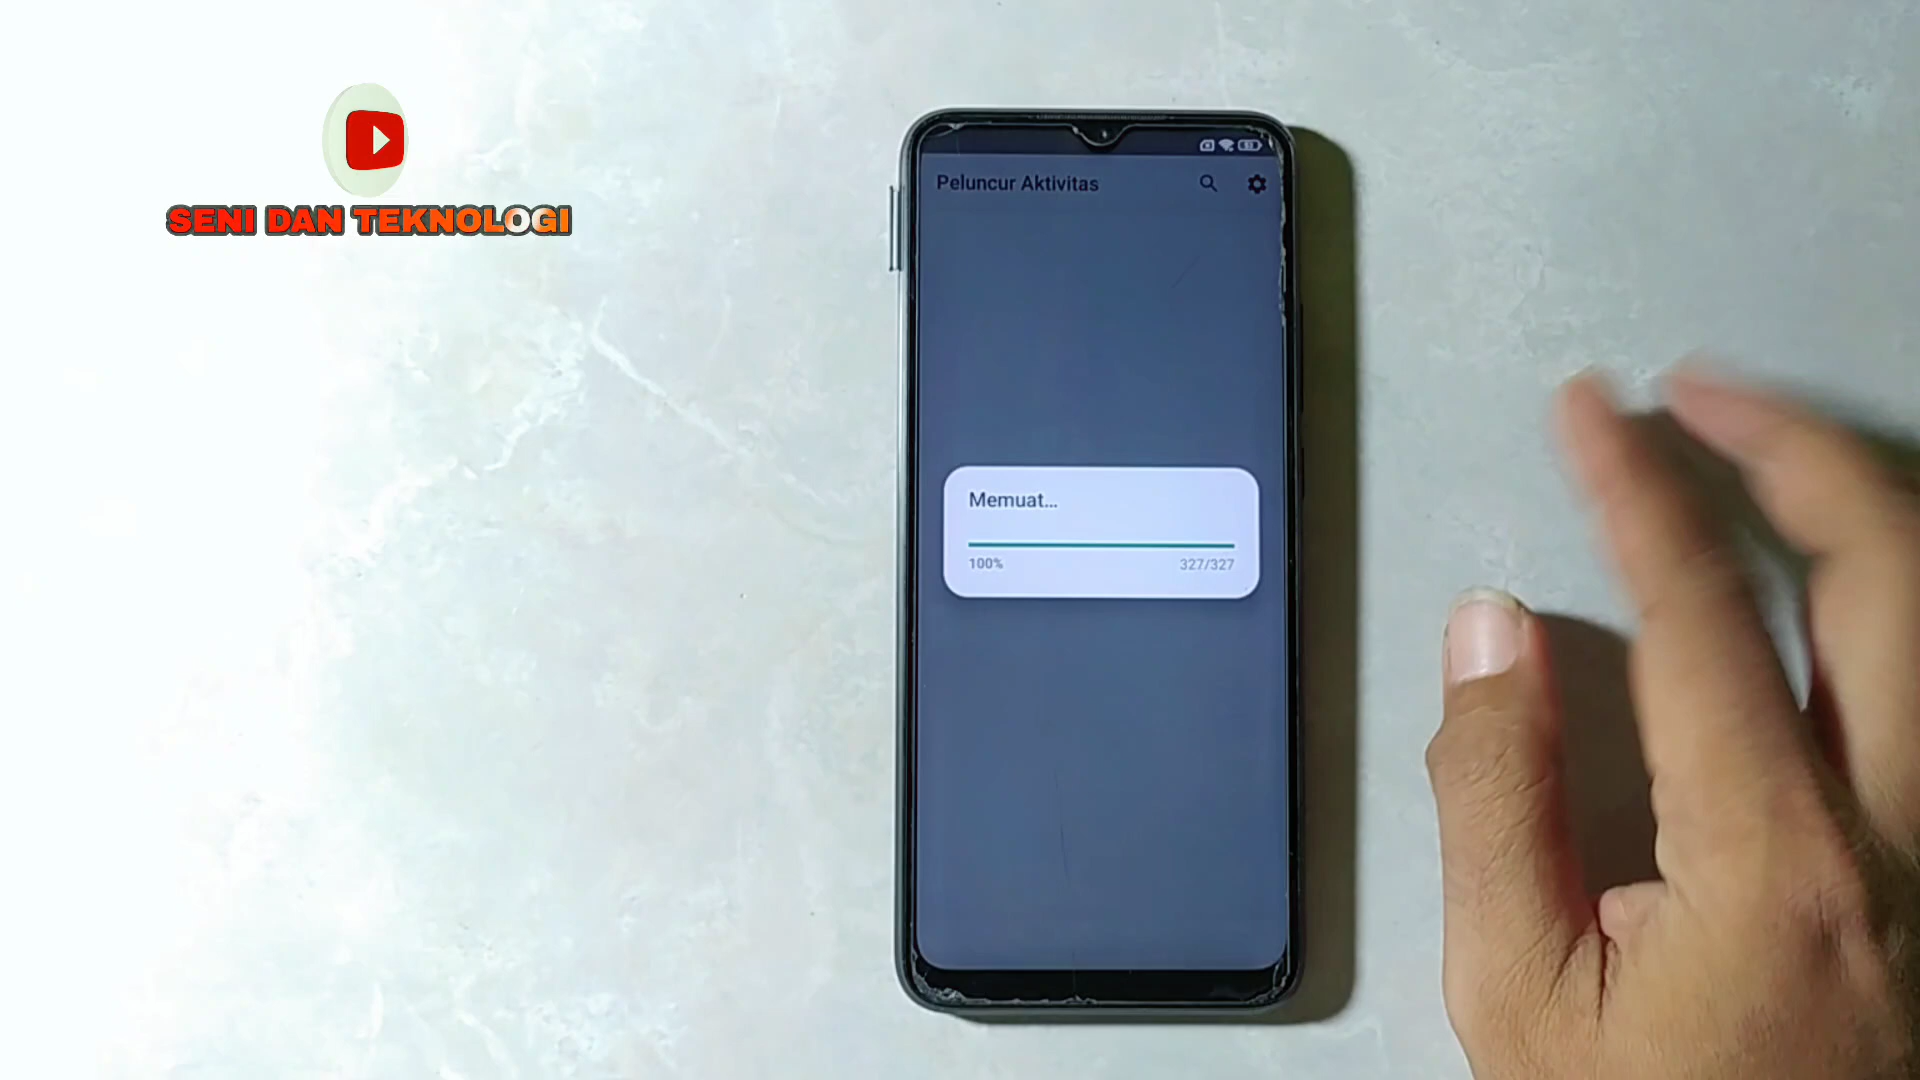 SENI DAN TEKNOLOGI
Peluncur Aktivitas
Memuat...
100%
327/327